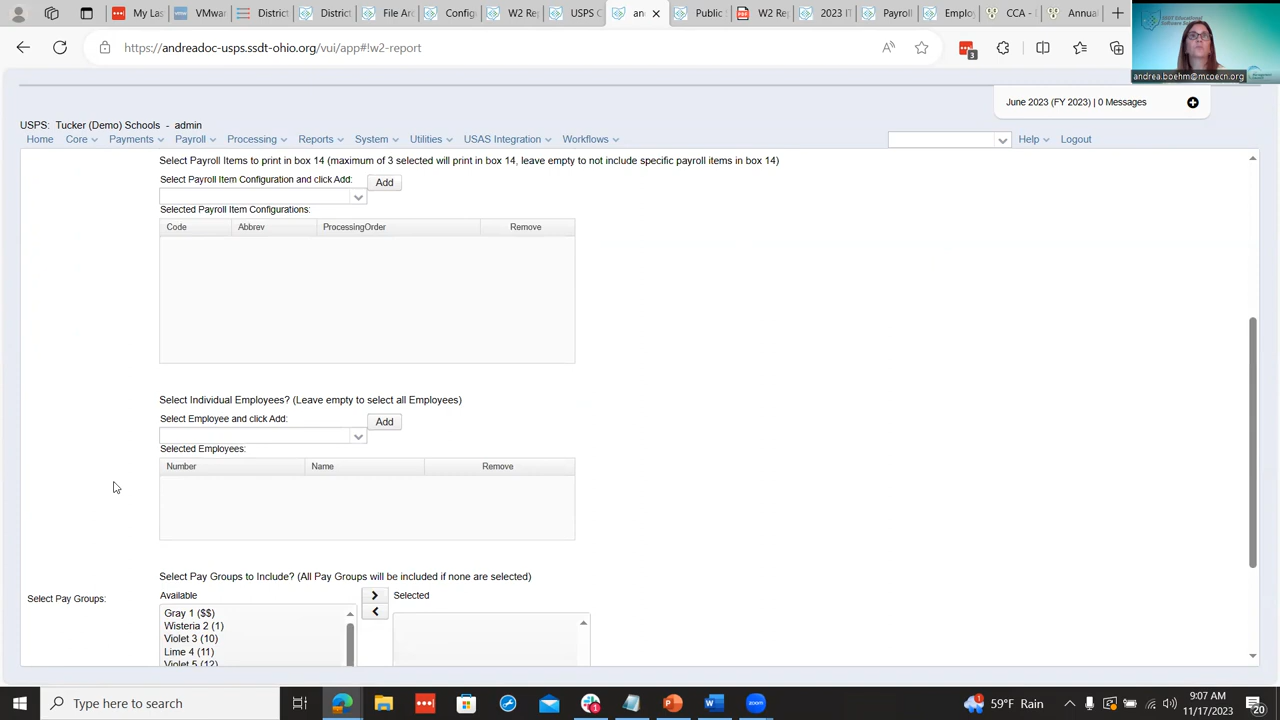 My Las
VMwar
District
District
File Arc
Config
W2 Re
USPS C
an
Public
W2 Re
2023 IT
Payroll
Emplo
CCA -
Annua
https://andreadoc-usps.ssdt-ohio.org/vui/app#!w2-report
3
andrea.boehm@mcoecn.org
June 2023 (FY 2023) | 0 Messages
USPS: Tucker (Demo) Schools - admin
Home Core Payments Payroll Processing Reports System Utilities USAS Integration Workflows Help Logout
Select Payroll Items to print in box 14 (maximum of 3 selected will print in box 14, leave empty to not include specific payroll items in box 14)
Select Payroll Item Configuration and click Add:
Add
Selected Payroll Item Configurations:
Code Abbrev ProcessingOrder Remove
Select Individual Employees? (Leave empty to select all Employees)
Select Employee and click Add:
Add
Selected Employees:
Number Name Remove
Select Pay Groups to Include? (All Pay Groups will be included if none are selected)
Select Pay Groups:
Available
Selected
Gray 1 ($$)
Wisteria 2 (1)
Violet 3 (10)
Lime 4 (11)
Violet 5 (12)
Type here to search
59°F Rain
9:07 AM
11/17/2023
20